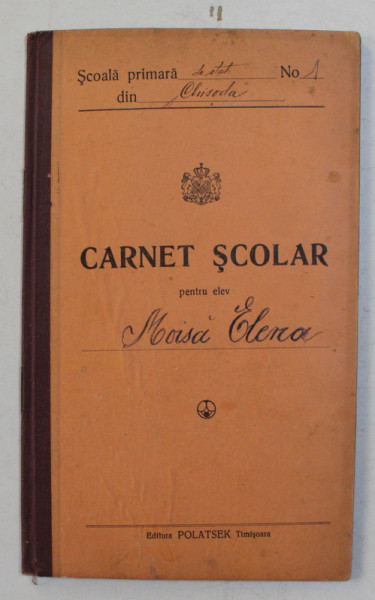 Şcoală primară de stat No 1
din Chisoda
CARNET ŞCOLAR
pentru elev
Moisă Elena
Editura POLATSEK Timişoara